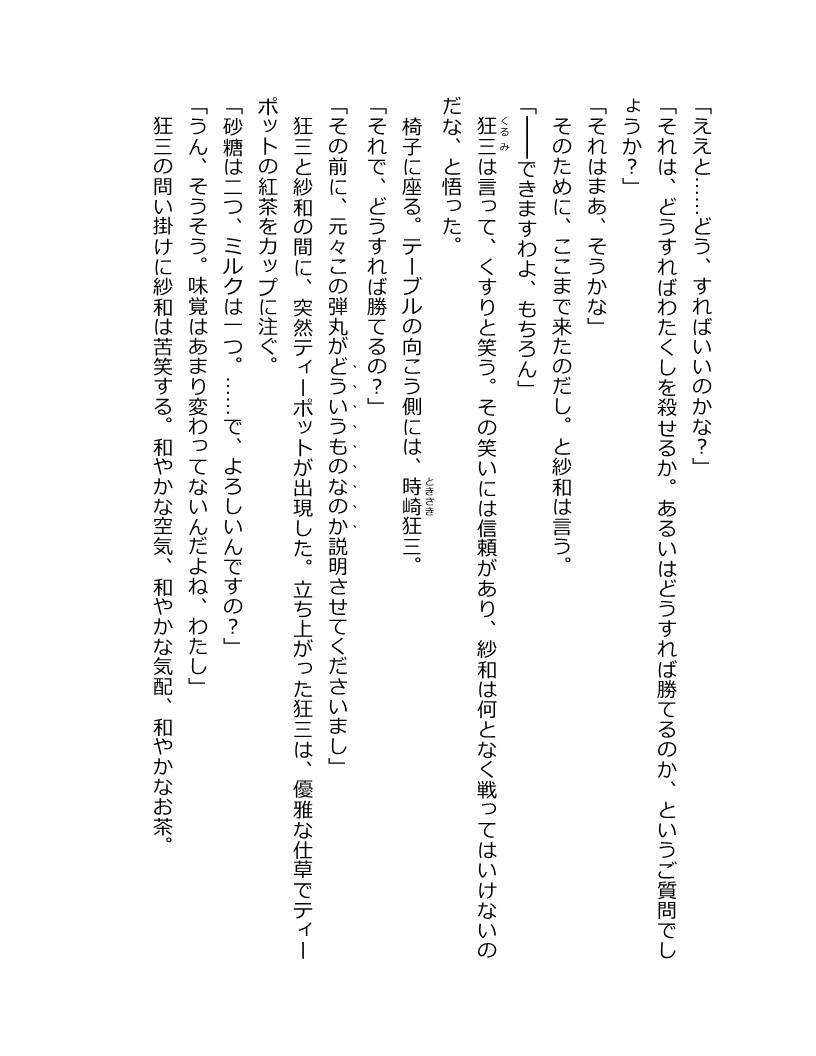 「ええと……どう、すればいいのかな？」
「それは、どうすればわたくしを殺せるか。あるいはどうすれば勝てるのか、というご質問でし
ょうか？」
「それはまあ、そうかな」
　そのために、ここまで来たのだし。と紗和は言う。
「――できますわよ、もちろん」
　狂三は言って、くすりと笑う。その笑いには信頼があり、紗和は何となく戦ってはいけないの
くるみ
だな、と悟った。
　椅子に座る。テーブルの向こう側には、時崎狂三。
ときさき
「それで、どうすれば勝てるの？」
「その前に、元々この弾丸がどういうものなのか説明させてくださいまし」
　狂三と紗和の間に、突然ティーポットが出現した。立ち上がった狂三は、優雅な仕草でティー
ポットの紅茶をカップに注ぐ。
「砂糖は二つ、ミルクは一つ。……で、よろしいんですの？」
「うん、そうそう。味覚はあまり変わってないんだよね、わたし」
　狂三の問い掛けに紗和は苦笑する。和やかな空気、和やかな気配、和やかなお茶。